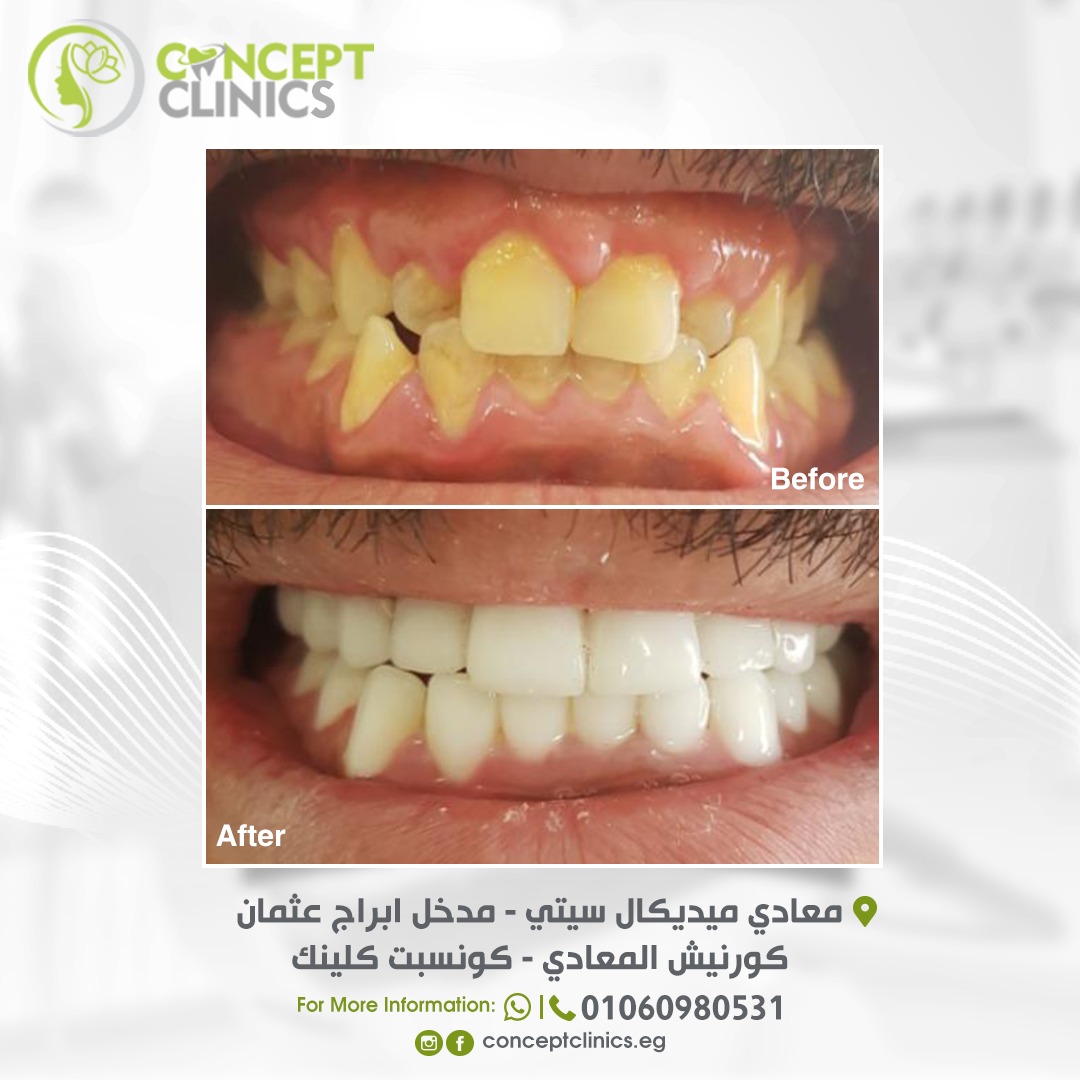 CONCEPT
CLINICS
Before
After
معادي ميديكال سيتي - مدخل ابراج عثمان
كورنيش المعادي - كونسبت كلينك
For More Information: | 01060980531
conceptclinics.eg